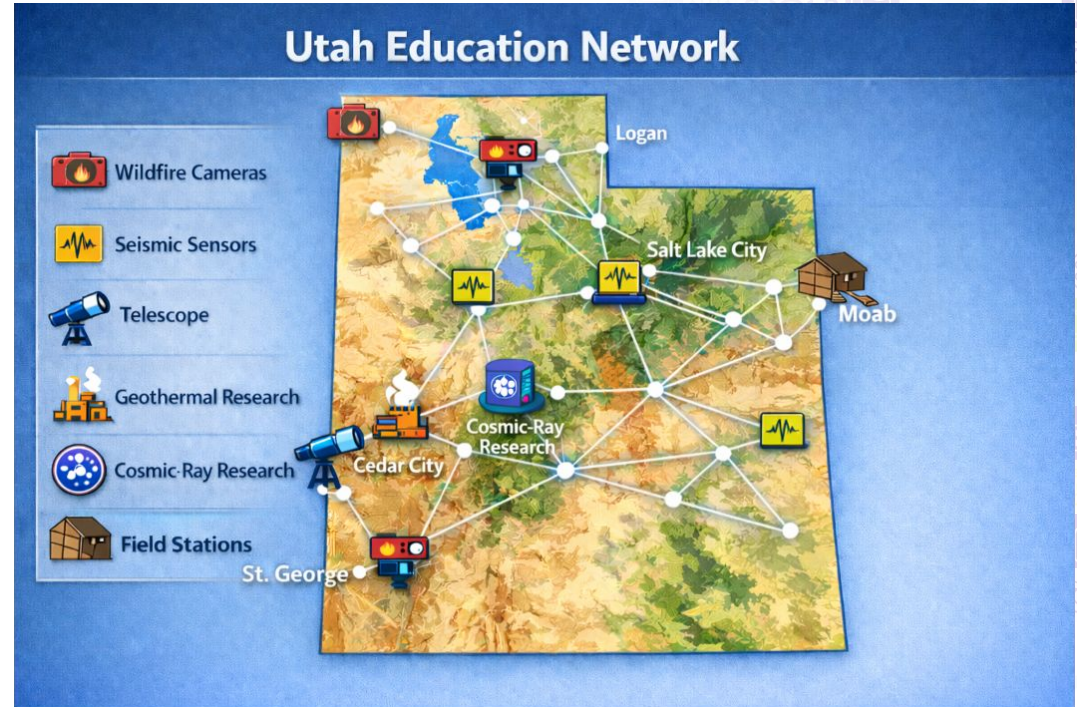 Utah Education Network
Wildfire Cameras
Seismic Sensors
Telescope
Geothermal Research
Cosmic-Ray Research
Field Stations
Logan
Salt Lake City
Moab
Cosmic-Ray
Research
Cedar City
St. George